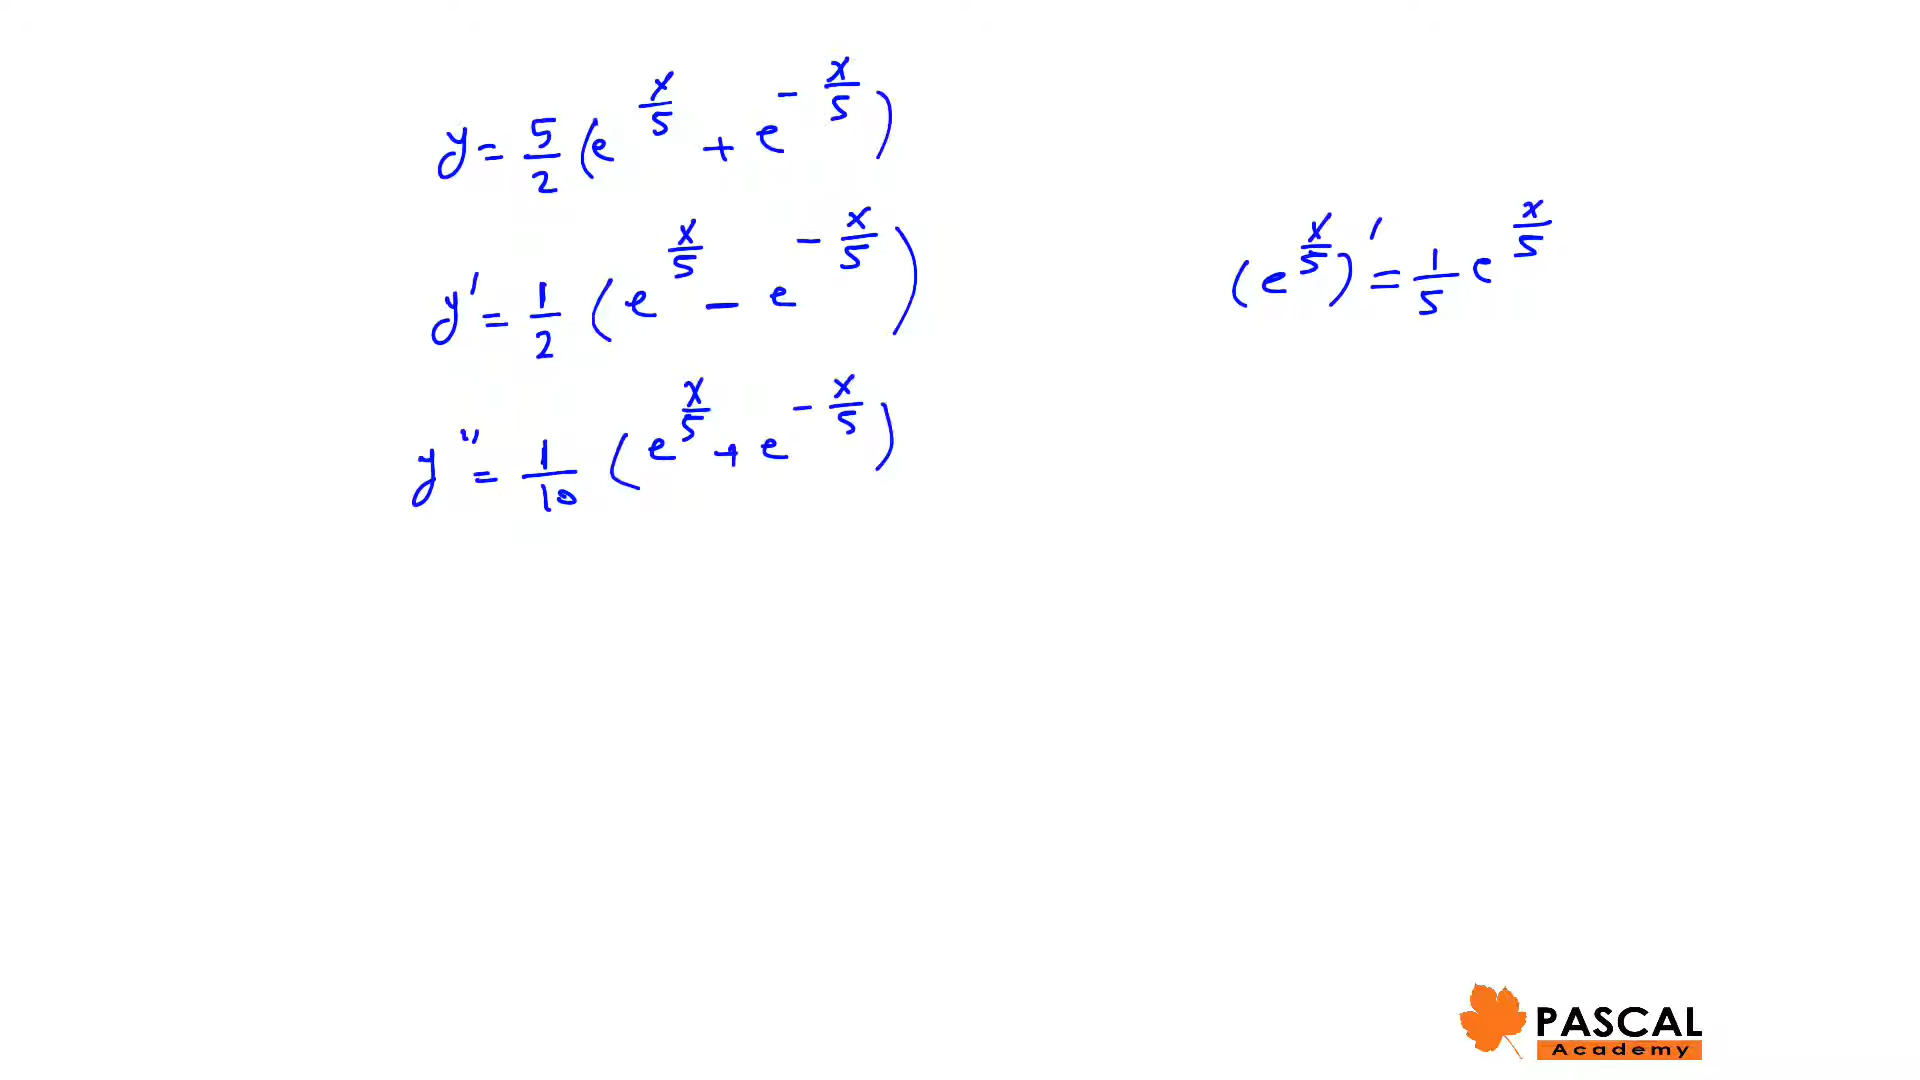 y = 5/2 (e^(x/5) + e^(-x/5))
y' = 1/2 (e^(x/5) - e^(-x/5))
(e^(x/5))' = 1/5 e^(x/5)
y'' = 1/10 (e^(x/5) + e^(-x/5))
PASCAL
Academy